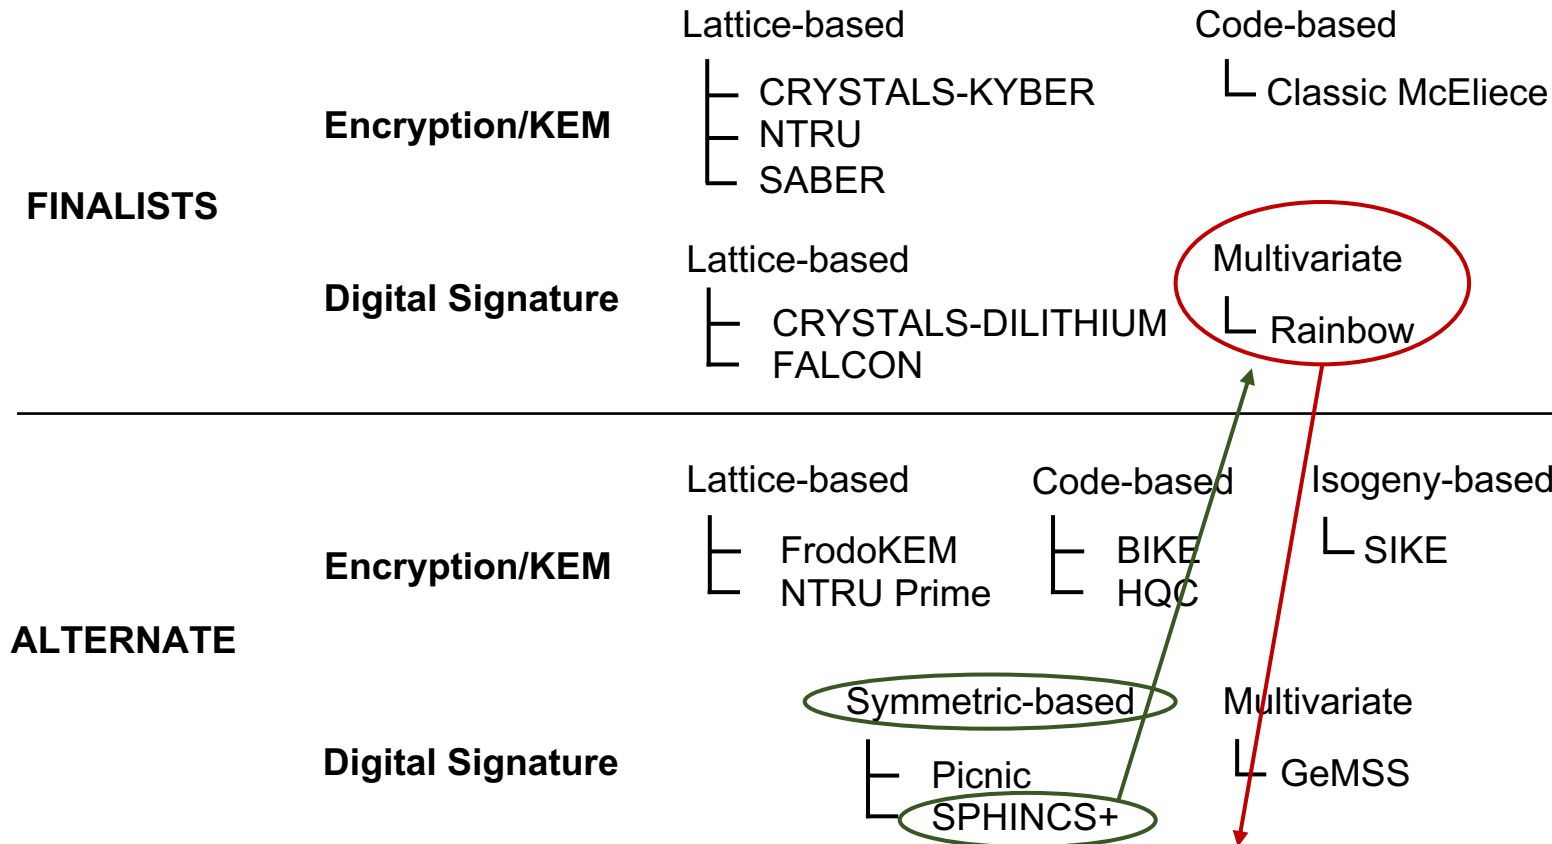 Lattice-based
Code-based
CRYSTALS-KYBER
Classic McEliece
Encryption/KEM
NTRU
SABER
FINALISTS
Lattice-based
Multivariate
Digital Signature
CRYSTALS-DILITHIUM
Rainbow
FALCON
Lattice-based
Code-based
Isogeny-based
FrodoKEM
BIKE
SIKE
Encryption/KEM
NTRU Prime
HQC
ALTERNATE
Symmetric-based
Multivariate
Digital Signature
Picnic
GeMSS
SPHINCS+